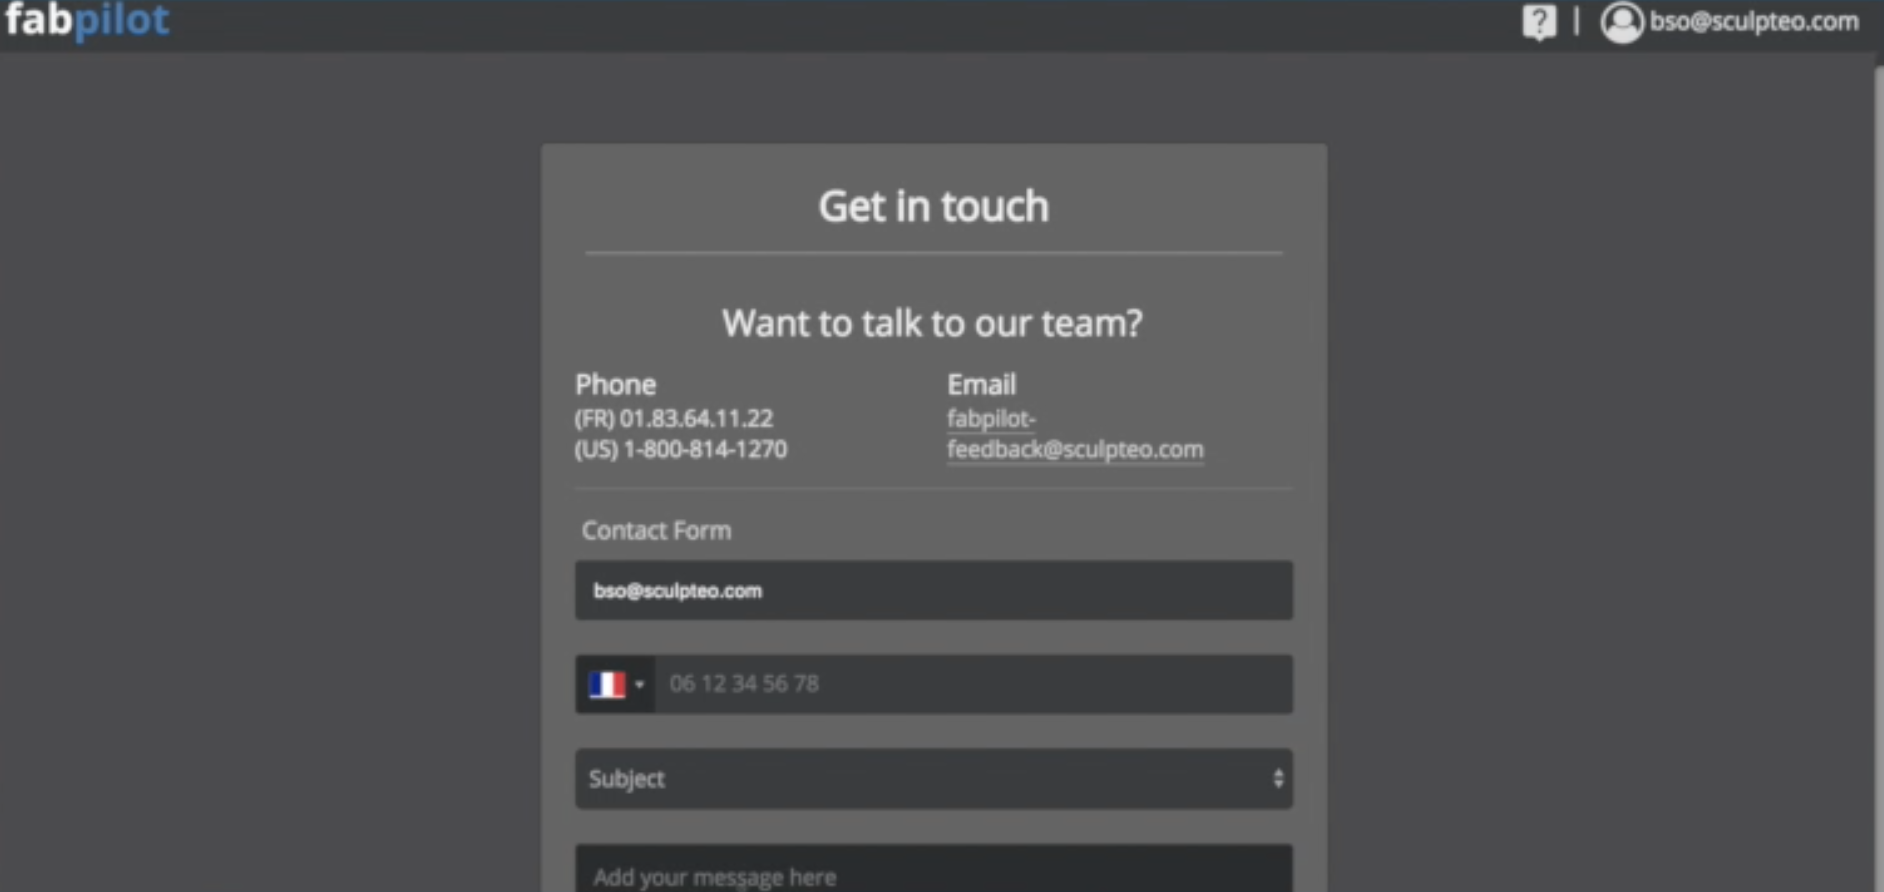 fabpilot
? | bso@sculpteo.com
Get in touch
Want to talk to our team?
Phone
(FR) 01.83.64.11.22
(US) 1-800-814-1270
Email
fabpilot-
feedback@sculpteo.com
Contact Form
bso@sculpteo.com
06 12 34 56 78
Subject
Add your message here